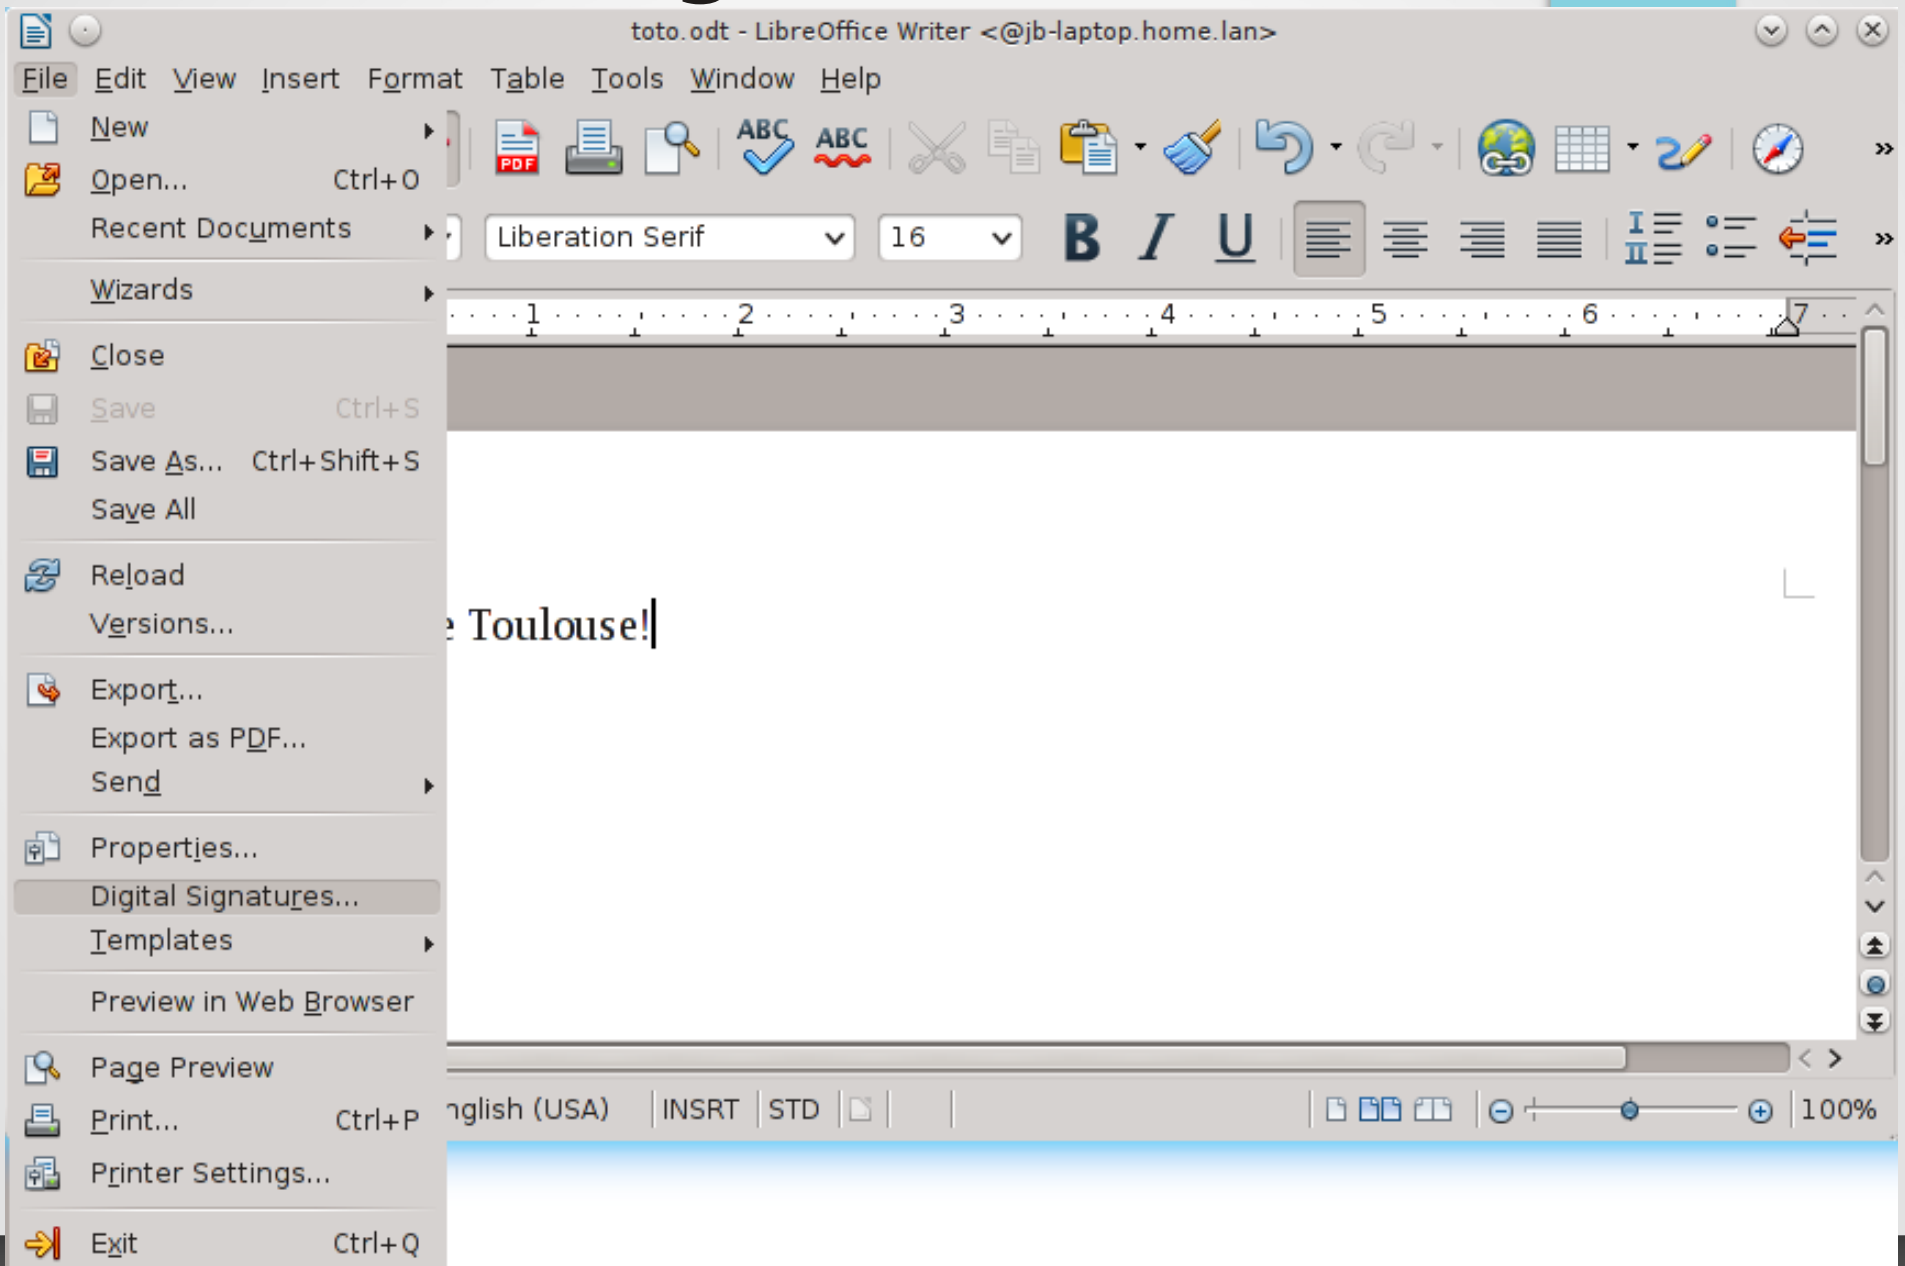 toto.odt - LibreOffice Writer <@jb-laptop.home.lan>
File Edit View Insert Format Table Tools Window Help
New
PDF ABC ABC
Open... Ctrl+O
Recent Documents
Liberation Serif 16 B I U
Wizards
1 2 3 4 5 6 7
Close
Save Ctrl+S
Save As... Ctrl+Shift+S
Save All
Reload
Versions...
e Toulouse!
Export...
Export as PDF...
Send
Properties...
Digital Signatures...
Templates
Preview in Web Browser
Page Preview
Print... Ctrl+P
nglish (USA) INSRT STD 100%
Printer Settings...
Exit Ctrl+Q